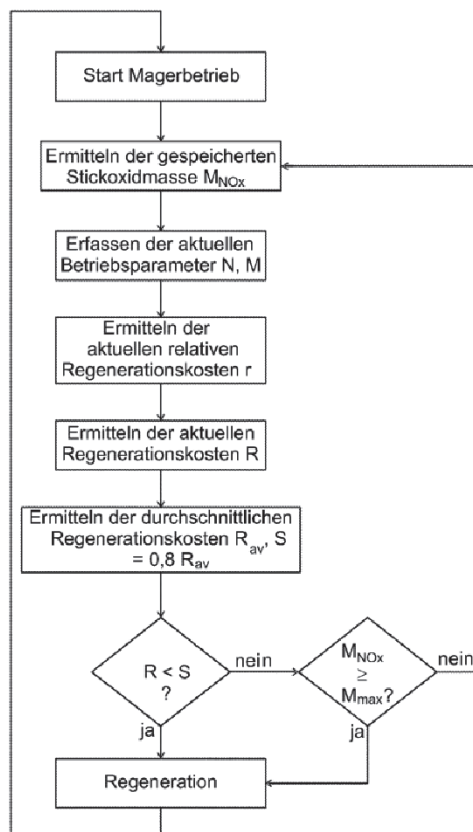 Start Magerbetrieb
Ermitteln der gespeicherten
Stickoxidmasse M_NOx
Erfassen der aktuellen
Betriebsparameter N, M
Ermitteln der
aktuellen relativen
Regenerationskosten r
Ermitteln der aktuellen
Regenerationskosten R
Ermitteln der durchschnittlichen
Regenerationskosten R_av, S
= 0,8 R_av
R < S
?
nein
M_NOx
≥
M_max?
nein
ja
ja
Regeneration